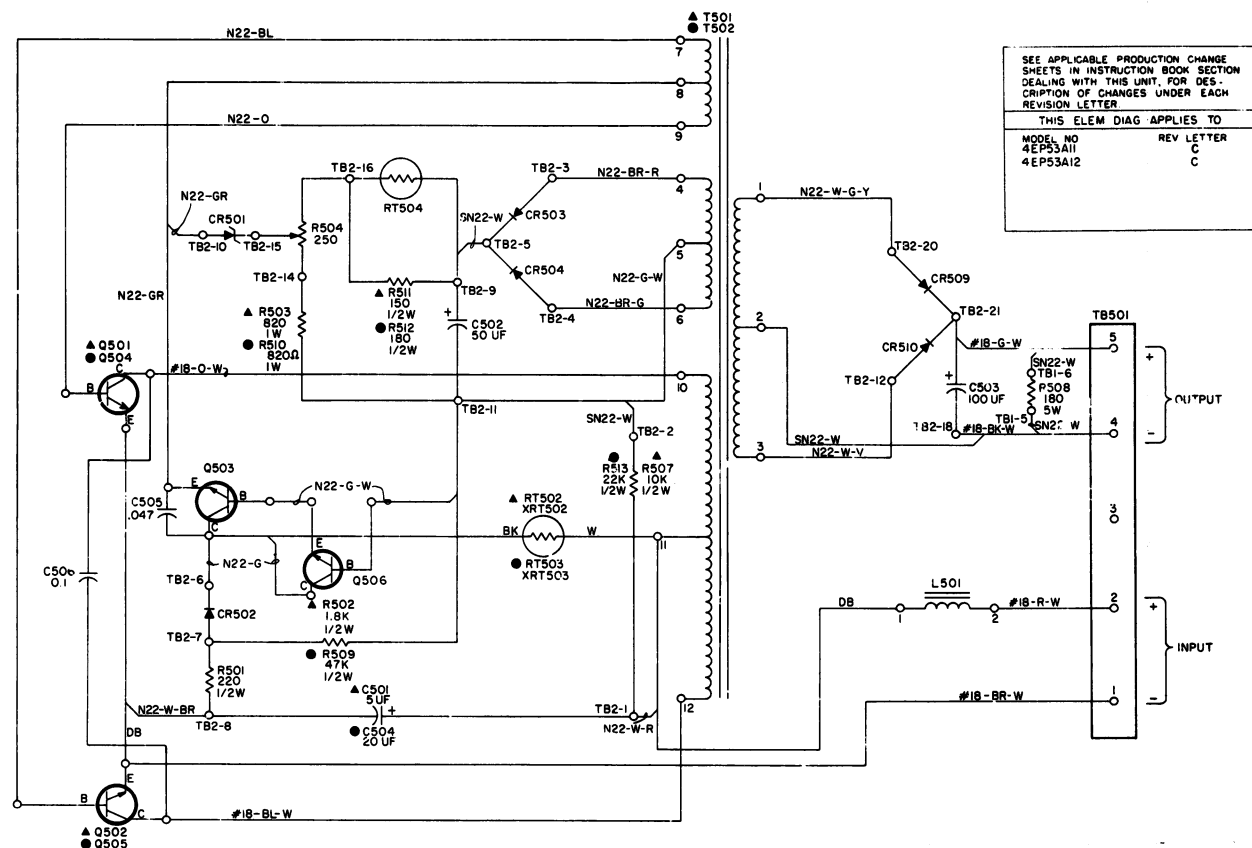 ▲ T501
● T502
N22-BL
7
8
N22-O
9
SEE APPLICABLE PRODUCTION CHANGE
SHEETS IN INSTRUCTION BOOK SECTION
DEALING WITH THIS UNIT, FOR DES-
CRIPTION OF CHANGES UNDER EACH
REVISION LETTER
THIS ELEM DIAG APPLIES TO
MODEL NO REV LETTER
4EP53A11 C
4EP53A12 C
TB2-16
RT504
TB2-3
N22-BR-R
4
N22-GR
CR501
TB2-10
TB2-15
R504
250
SN22-W
CR503
TB2-5
5
CR504
N22-G-W
TB2-14
TB2-9
N22-BR-G
TB2-4
6
1
N22-W-G-Y
TB2-20
CR509
TB2-21
2
CR510
TB2-12
#18-G-W
TB501
5
+
SN22-W
TB1-6
R508
180
5W
TB1-5
SN22-W
OUTPUT
4
−
+
C503
100 UF
TB2-18
#18-BK-W
SN22-W
3
N22-W-V
N22-GR
▲ R503
820
1W
● R510
820Ω
1W
▲ R511
150
1/2W
● R512
180
1/2W
+
C502
50 UF
▲ Q501
● Q504
C
B
E
#18-O-W
10
TB2-11
SN22-W
TB2-2
● R513
22K
1/2W
▲ R507
10K
1/2W
Q503
E
B
C
C505
.047
N22-G-W
▲ RT502
XRT502
BK
W
11
● RT503
XRT503
3
C506
0.1
N22-G
E
B
C
Q506
TB2-6
CR502
TB2-7
▲ R502
1.8K
1/2W
● R509
47K
1/2W
R501
220
1/2W
L501
DB
1
2
#18-R-W
2
+
INPUT
1
−
#18-BR-W
▲ C501
5 UF
+
● C504
20 UF
N22-W-BR
TB2-8
TB2-1
N22-W-R
12
DB
E
B
C
#18-BL-W
▲ Q502
● Q505